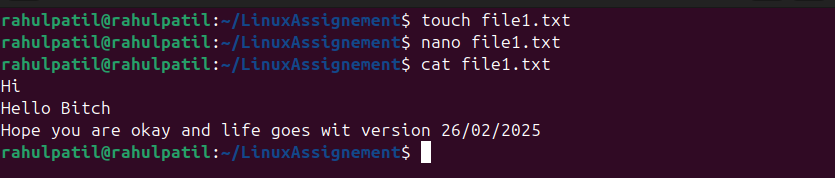 rahulpatil@rahulpatil:~/LinuxAssignement$ touch file1.txt
rahulpatil@rahulpatil:~/LinuxAssignement$ nano file1.txt
rahulpatil@rahulpatil:~/LinuxAssignement$ cat file1.txt
Hi
Hello Bitch
Hope you are okay and life goes wit version 26/02/2025
rahulpatil@rahulpatil:~/LinuxAssignement$